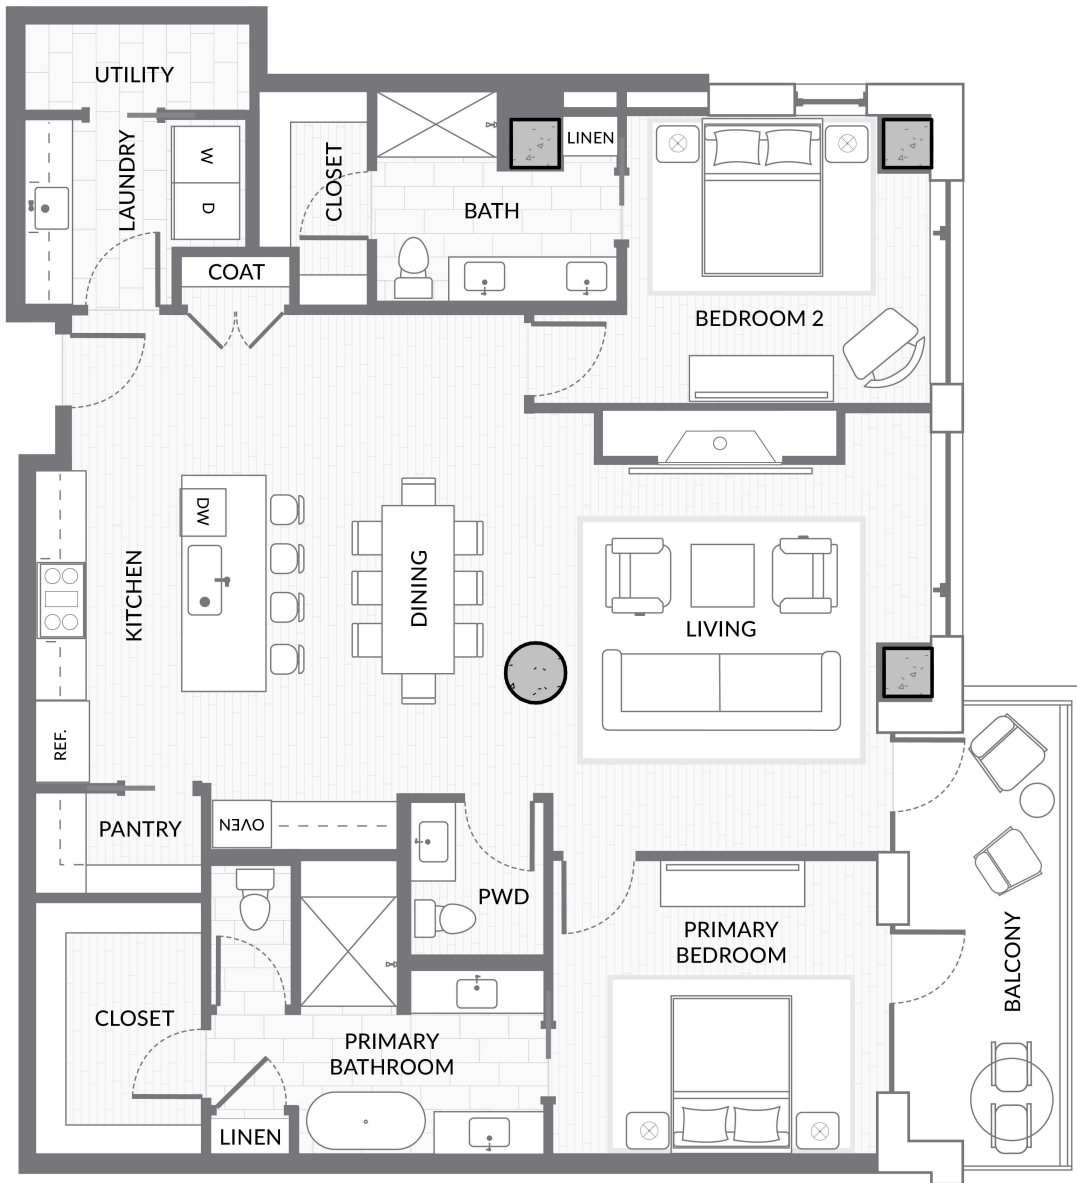 UTILITY
LAUNDRY
W
D
CLOSET
LINEN
BATH
COAT
BEDROOM 2
DW
KITCHEN
DINING
LIVING
REF.
PANTRY
OVEN
PWD
PRIMARY
BEDROOM
BALCONY
CLOSET
PRIMARY
BATHROOM
LINEN